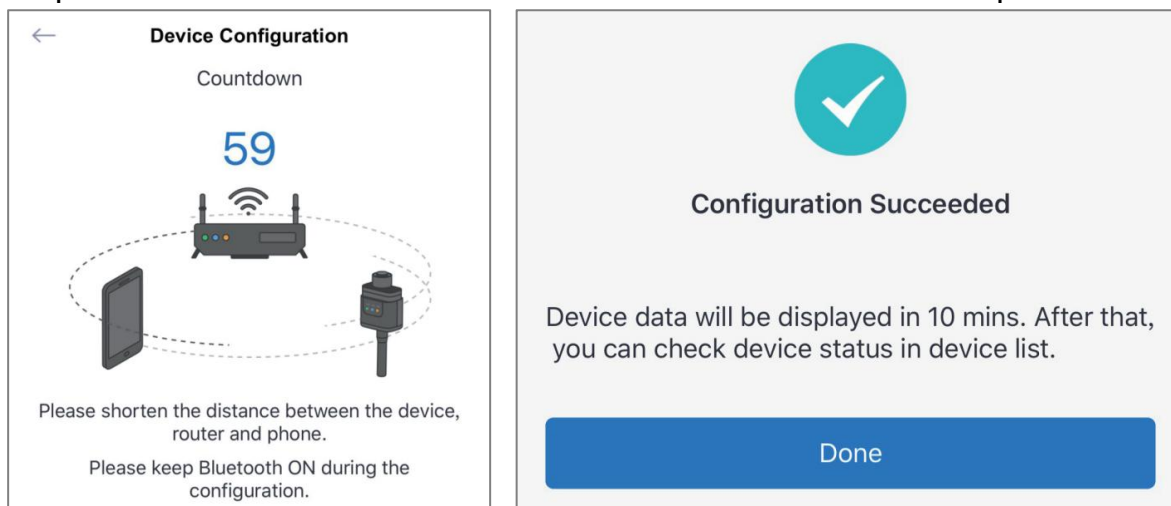 Device Configuration
Countdown
59
Please shorten the distance between the device,
router and phone.
Please keep Bluetooth ON during the
configuration.
Configuration Succeeded
Device data will be displayed in 10 mins. After that,
you can check device status in device list.
Done